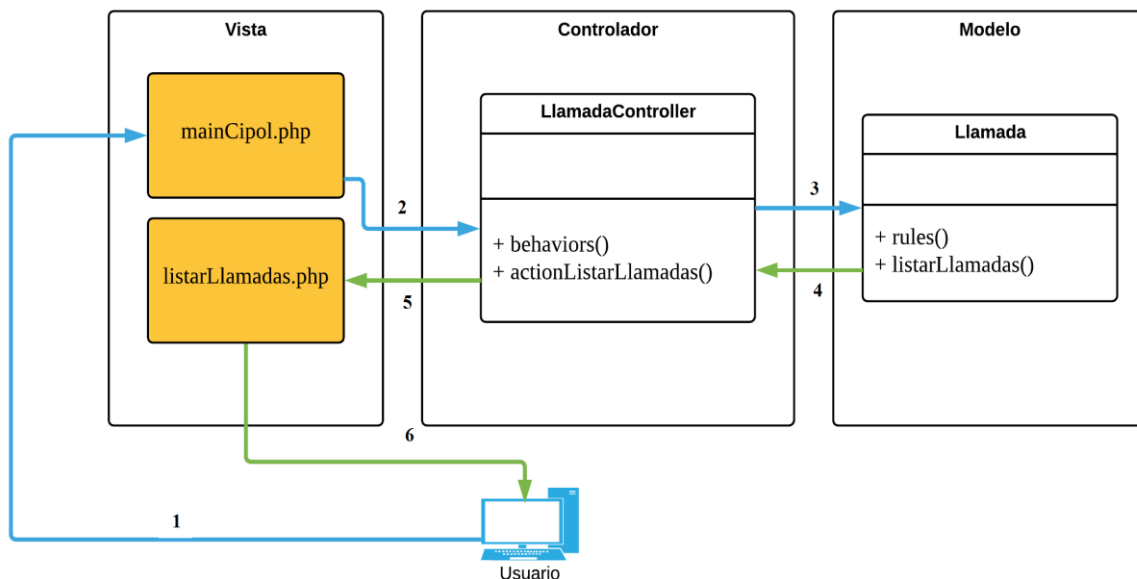 Vista
mainCipol.php
listarLlamadas.php
Controlador
LlamadaController
+ behaviors()
+ actionListarLlamadas()
Modelo
Llamada
+ rules()
+ listarLlamadas()
2
3
4
5
6
1
Usuario